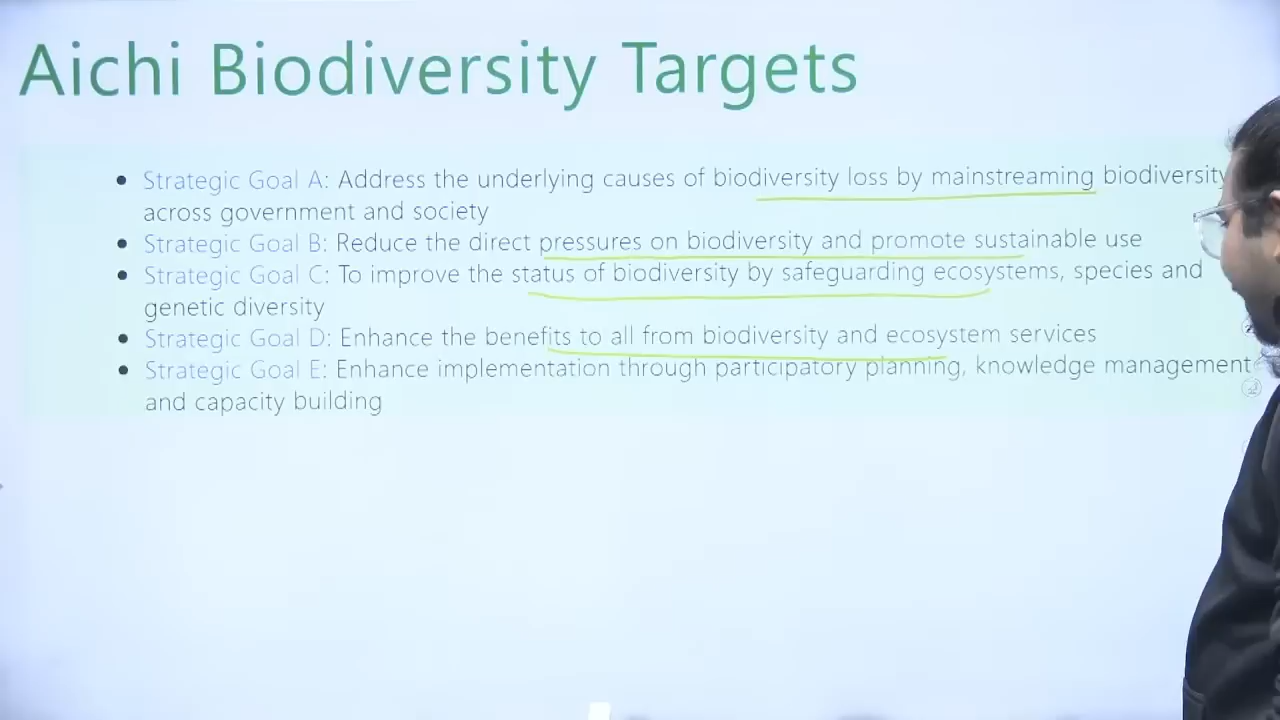 Aichi Biodiversity Targets
• Strategic Goal A: Address the underlying causes of biodiversity loss by mainstreaming biodiversity
across government and society
• Strategic Goal B: Reduce the direct pressures on biodiversity and promote sustainable use
• Strategic Goal C: To improve the status of biodiversity by safeguarding ecosystems, species and
genetic diversity
• Strategic Goal D: Enhance the benefits to all from biodiversity and ecosystem services
• Strategic Goal E: Enhance implementation through participatory planning, knowledge management
and capacity building